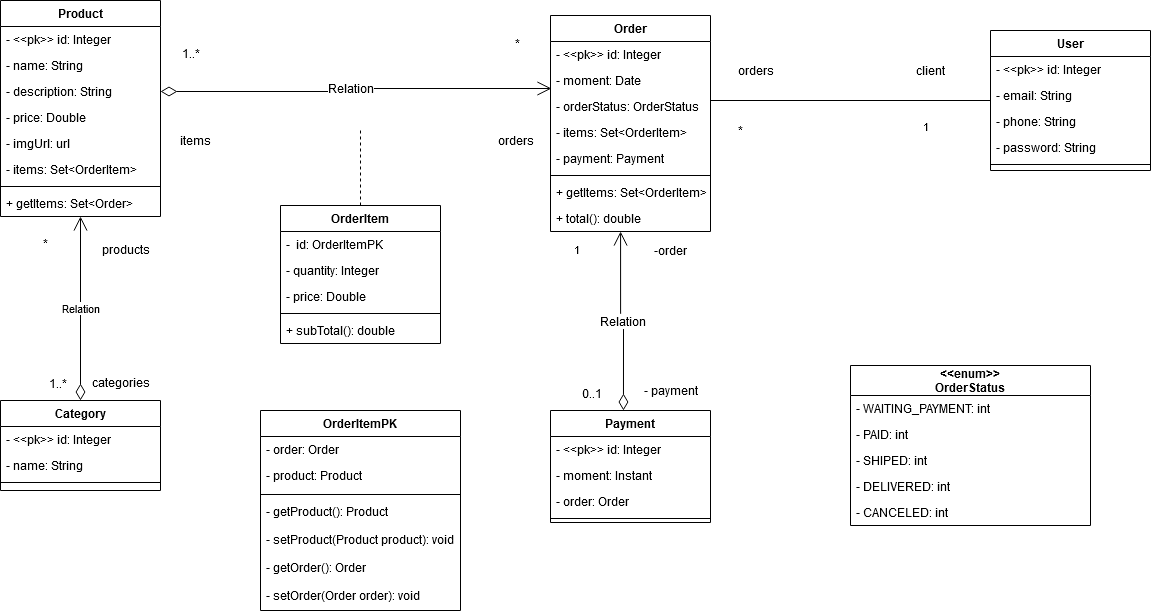 Product
- <<pk>> id: Integer
- name: String
- description: String
- price: Double
- imgUrl: url
- items: Set<OrderItem>
+ getItems: Set<Order>
1..*
*
Relation
items
orders
Order
- <<pk>> id: Integer
- moment: Date
- orderStatus: OrderStatus
- items: Set<OrderItem>
- payment: Payment
+ getItems: Set<OrderItem>
+ total(): double
orders
client
*
1
User
- <<pk>> id: Integer
- email: String
- phone: String
- password: String
OrderItem
- id: OrderItemPK
- quantity: Integer
- price: Double
+ subTotal(): double
*
products
Relation
1..*
categories
Category
- <<pk>> id: Integer
- name: String
OrderItemPK
- order: Order
- product: Product
- getProduct(): Product
- setProduct(Product product): void
- getOrder(): Order
- setOrder(Order order): void
1
-order
Relation
0..1
- payment
Payment
- <<pk>> id: Integer
- moment: Instant
- order: Order
<<enum>>
OrderStatus
- WAITING_PAYMENT: int
- PAID: int
- SHIPED: int
- DELIVERED: int
- CANCELED: int